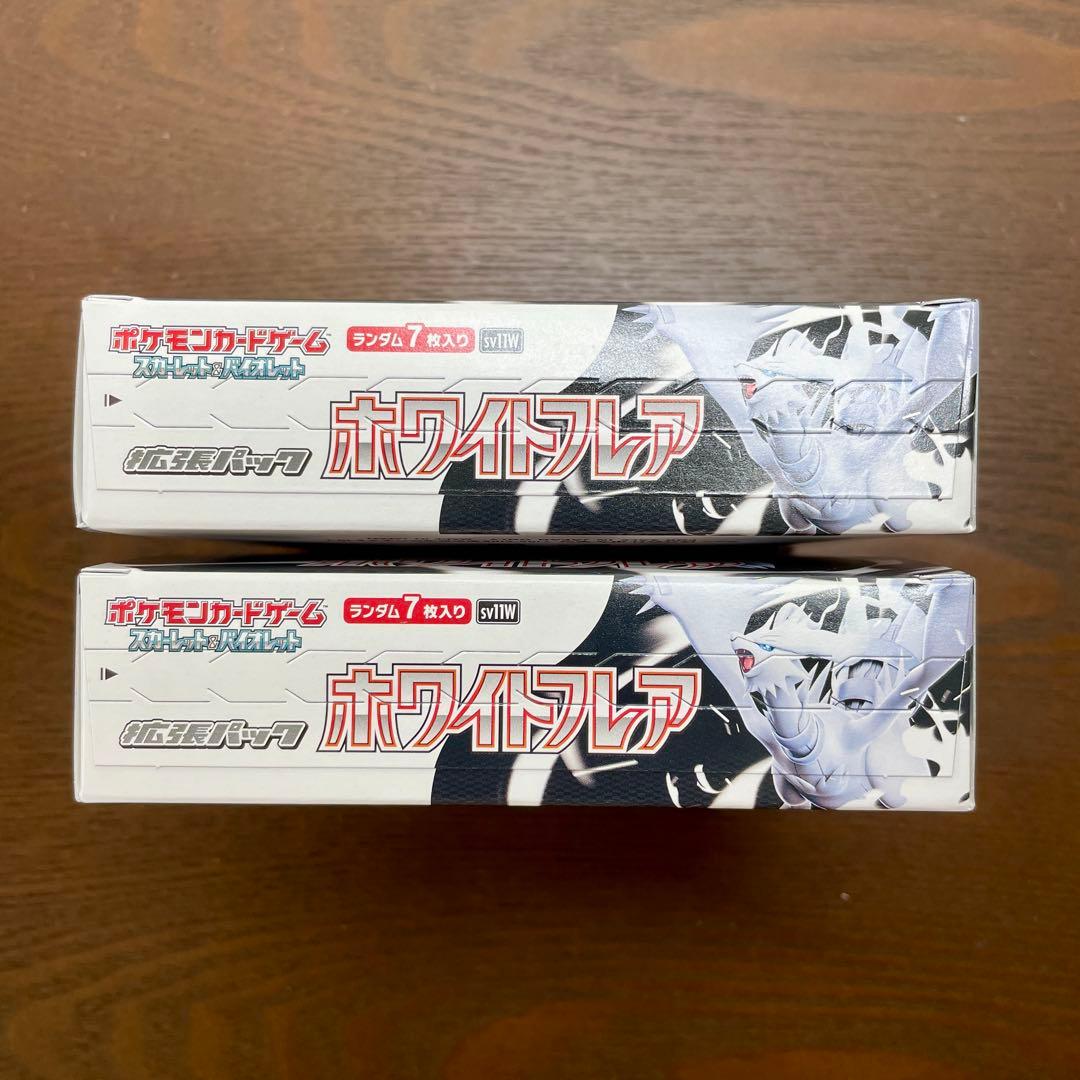 ポケモンカードゲーム
スカーレット&バイオレット
ランダム7枚入り sv11W
拡張パック ホワイトフレア
ポケモンカードゲーム
スカーレット&バイオレット
ランダム7枚入り sv11W
拡張パック ホワイトフレア